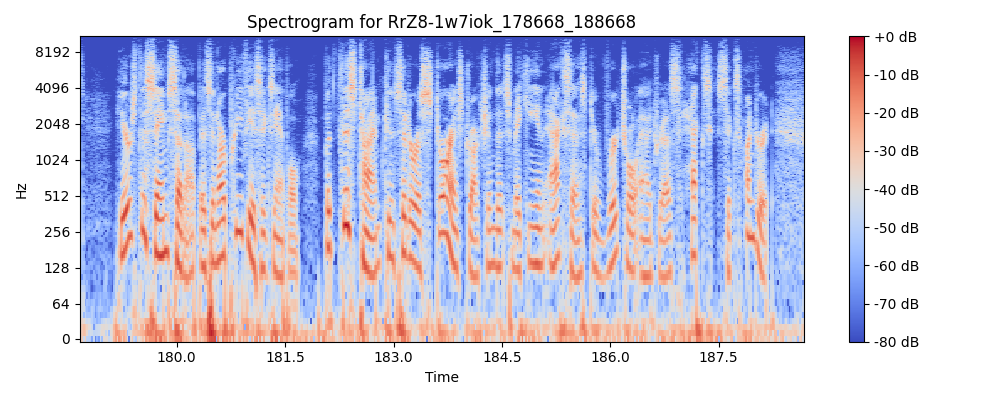 Spectrogram for RrZ8-1w7iok_178668_188668
Hz
8192
4096
2048
1024
512
256
128
64
0
180.0 181.5 183.0 184.5 186.0 187.5
Time
+0 dB
-10 dB
-20 dB
-30 dB
-40 dB
-50 dB
-60 dB
-70 dB
-80 dB